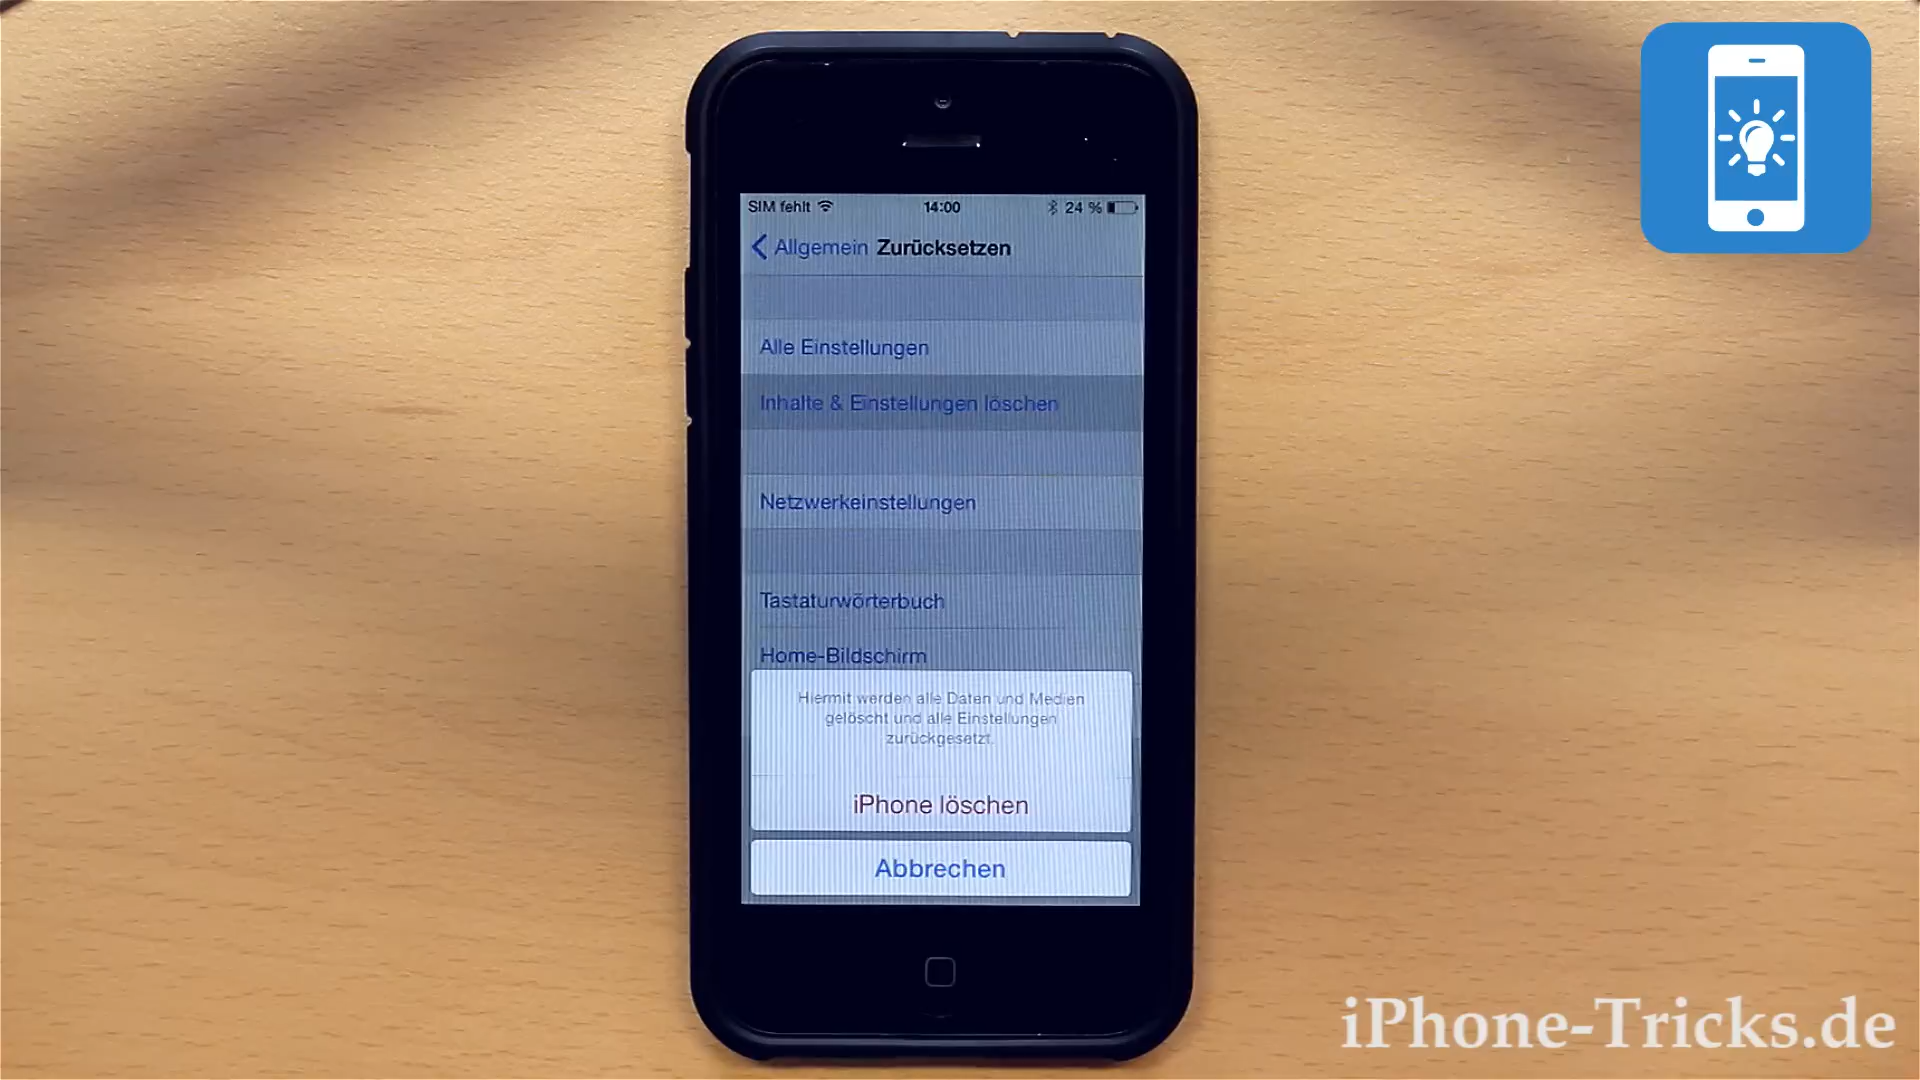 SIM fehlt 14:00 24 %
Allgemein Zurücksetzen
Alle Einstellungen
Inhalte & Einstellungen löschen
Netzwerkeinstellungen
Tastaturwörterbuch
Home-Bildschirm
Hiermit werden alle Daten und Medien
gelöscht und alle Einstellungen
zurückgesetzt.
iPhone löschen
Abbrechen
iPhone-Tricks.de